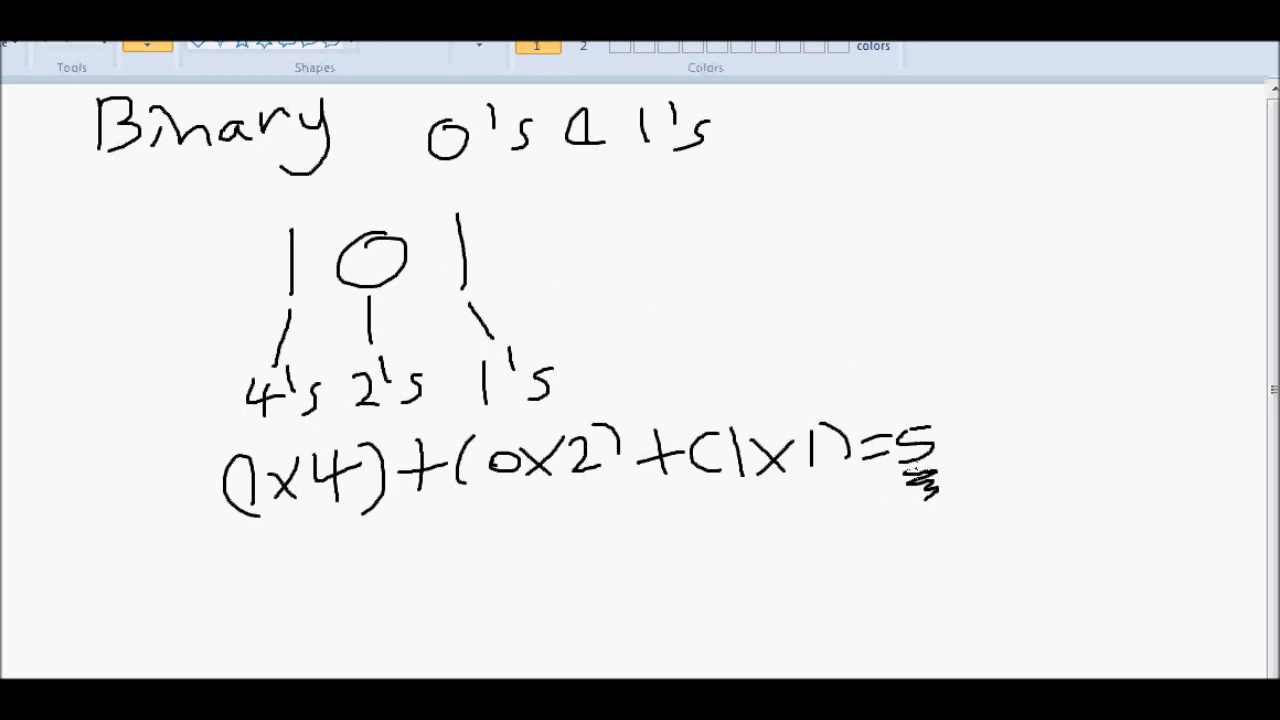 1 2 colors
Tools Shapes Colors
Binary 0's & 1's
1 0 1
4's 2's 1's
(1x4)+(0x2)+(1x1)=5